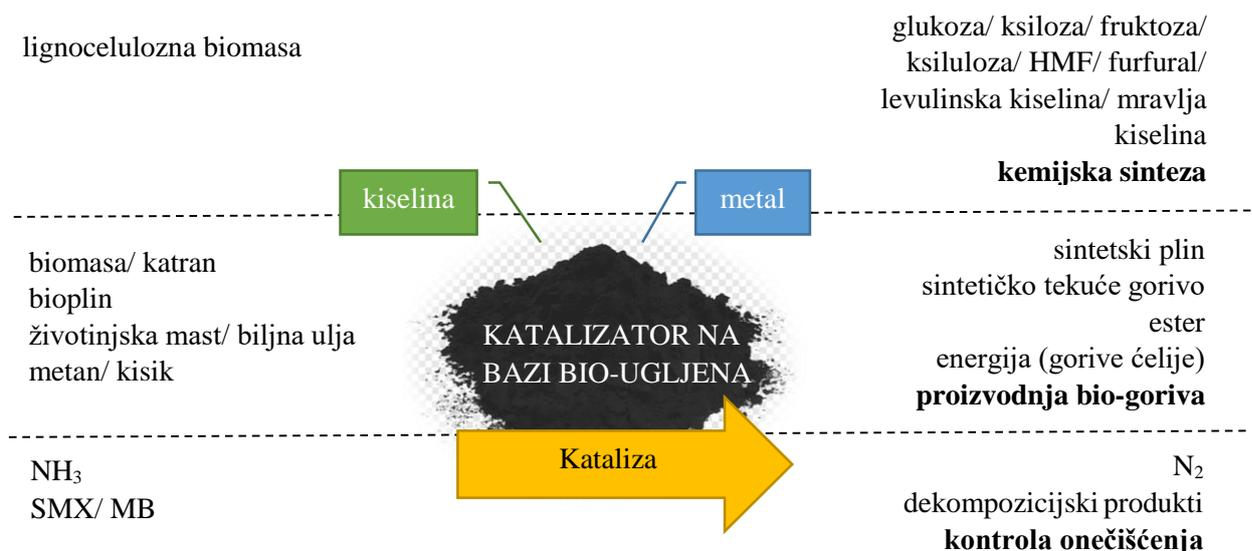 lignocelulozna biomasa
glukoza/ ksiloza/ fruktoza/
ksiluloza/ HMF/ furfural/
levulinska kiselina/ mravlja
kiselina
kemijska sinteza
kiselina
metal
biomasa/ katran
bioplin
životinjska mast/ biljna ulja
metan/ kisik
KATALIZATOR NA
BAZI BIO-UGLJENA
sintetski plin
sintetičko tekuće gorivo
ester
energija (gorive ćelije)
proizvodnja bio-goriva
Kataliza
NH₃
SMX/ MB
N₂
dekompozicijski produkti
kontrola onečišćenja